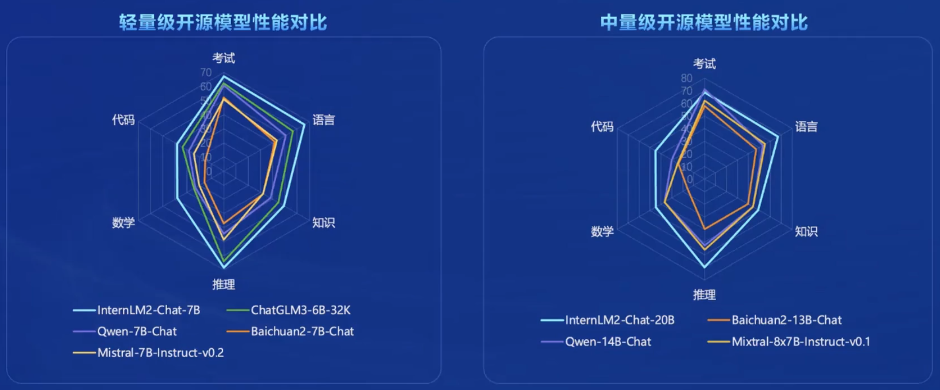 轻量级开源模型性能对比
考试
70
60
50
40
30
20
10
0
语言
知识
推理
数学
代码
InternLM2-Chat-7B
ChatGLM3-6B-32K
Qwen-7B-Chat
Baichuan2-7B-Chat
Mistral-7B-Instruct-v0.2
中量级开源模型性能对比
考试
80
70
60
50
40
30
20
10
0
语言
知识
推理
数学
代码
InternLM2-Chat-20B
Baichuan2-13B-Chat
Qwen-14B-Chat
Mixtral-8x7B-Instruct-v0.1